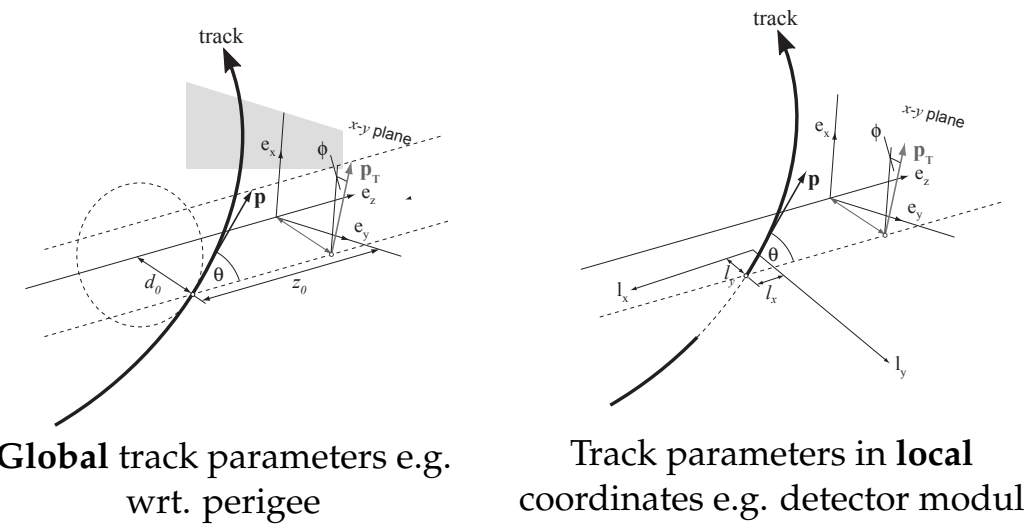 track
x-y plane
e_x
ϕ
p_T
p
e_z
e_y
θ
d_0
z_0
Global track parameters e.g.
wrt. perigee
track
x-y plane
e_x
ϕ
p_T
p
e_z
e_y
θ
l_y
l_x
l_x
l_y
Track parameters in local
coordinates e.g. detector modul